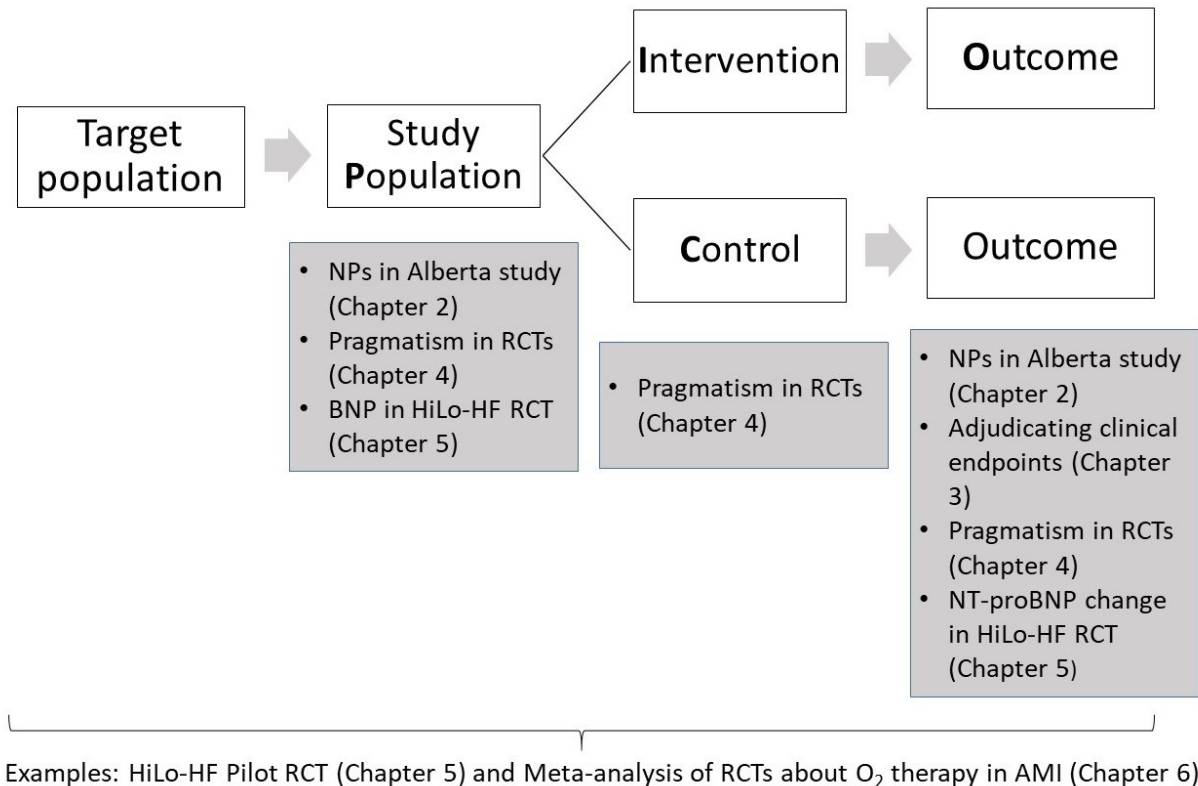 Target
population
Study
Population
Intervention
Outcome
Control
Outcome
• NPs in Alberta study
(Chapter 2)
• Pragmatism in RCTs
(Chapter 4)
• BNP in HiLo-HF RCT
(Chapter 5)
• Pragmatism in RCTs
(Chapter 4)
• NPs in Alberta study
(Chapter 2)
• Adjudicating clinical
endpoints (Chapter
3)
• Pragmatism in RCTs
(Chapter 4)
• NT-proBNP change
in HiLo-HF RCT
(Chapter 5)
Examples: HiLo-HF Pilot RCT (Chapter 5) and Meta-analysis of RCTs about O₂ therapy in AMI (Chapter 6)